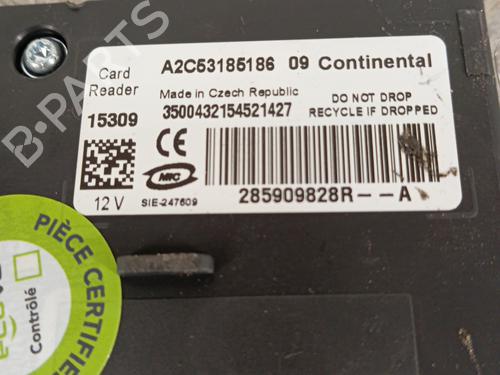 Card Reader
A2C53185186 09 Continental
Made in Czech Republic
DO NOT DROP
RECYCLE IF DROPPED
15309
3500432154521427
CE
MIC
12 V
SIE-247609
285909828R--A
PIÈCE CERTIFIÉ
Contrôlé
B-PARTS